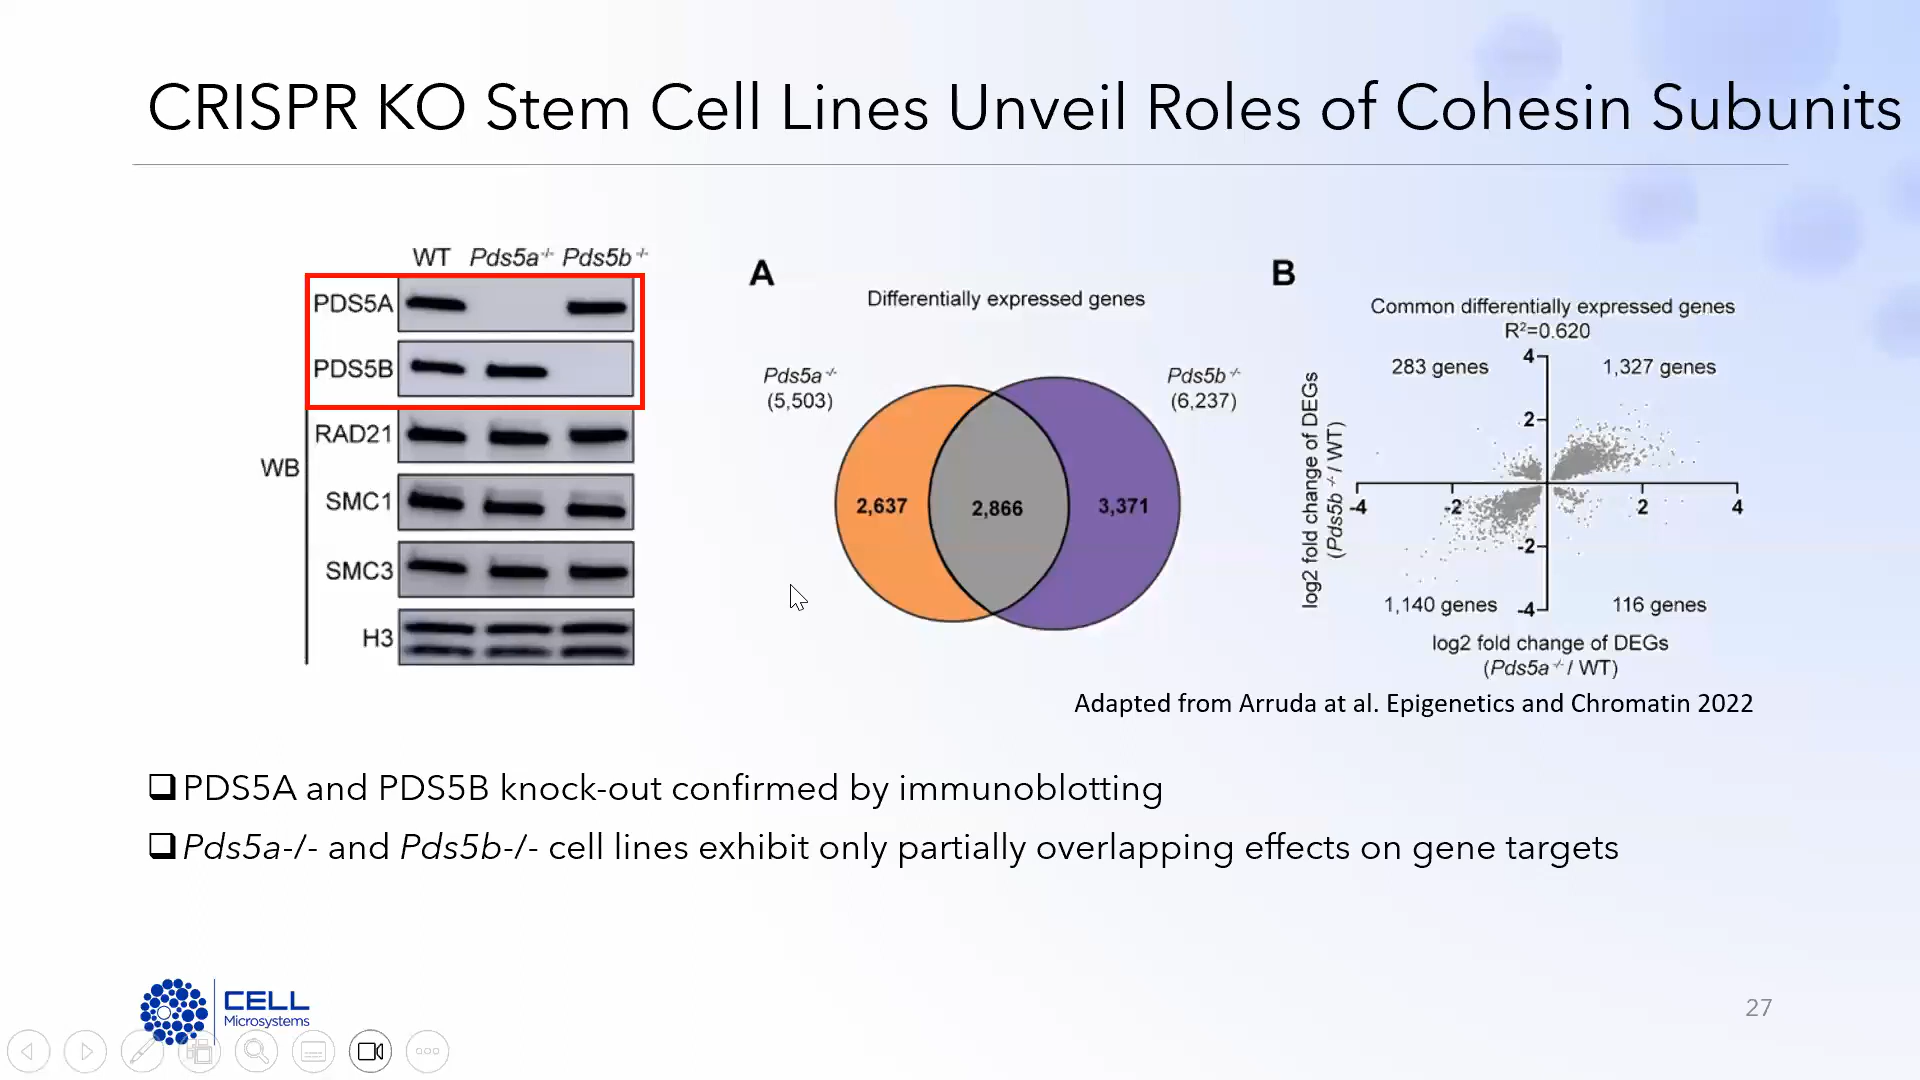 CRISPR KO Stem Cell Lines Unveil Roles of Cohesin Subunits
WT Pds5a-/- Pds5b-/-
PDS5A
PDS5B
RAD21
WB
SMC1
SMC3
H3
A
Differentially expressed genes
Pds5a-/-
(5,503)
Pds5b-/-
(6,237)
2,637
2,866
3,371
B
Common differentially expressed genes
R²=0.620
283 genes
1,327 genes
4
2
-4
-2
2
4
-2
-4
1,140 genes
116 genes
log2 fold change of DEGs
(Pds5b-/- / WT)
log2 fold change of DEGs
(Pds5a-/- / WT)
Adapted from Arruda at al. Epigenetics and Chromatin 2022
❑PDS5A and PDS5B knock-out confirmed by immunoblotting
❑Pds5a-/- and Pds5b-/- cell lines exhibit only partially overlapping effects on gene targets
CELL
Microsystems
27